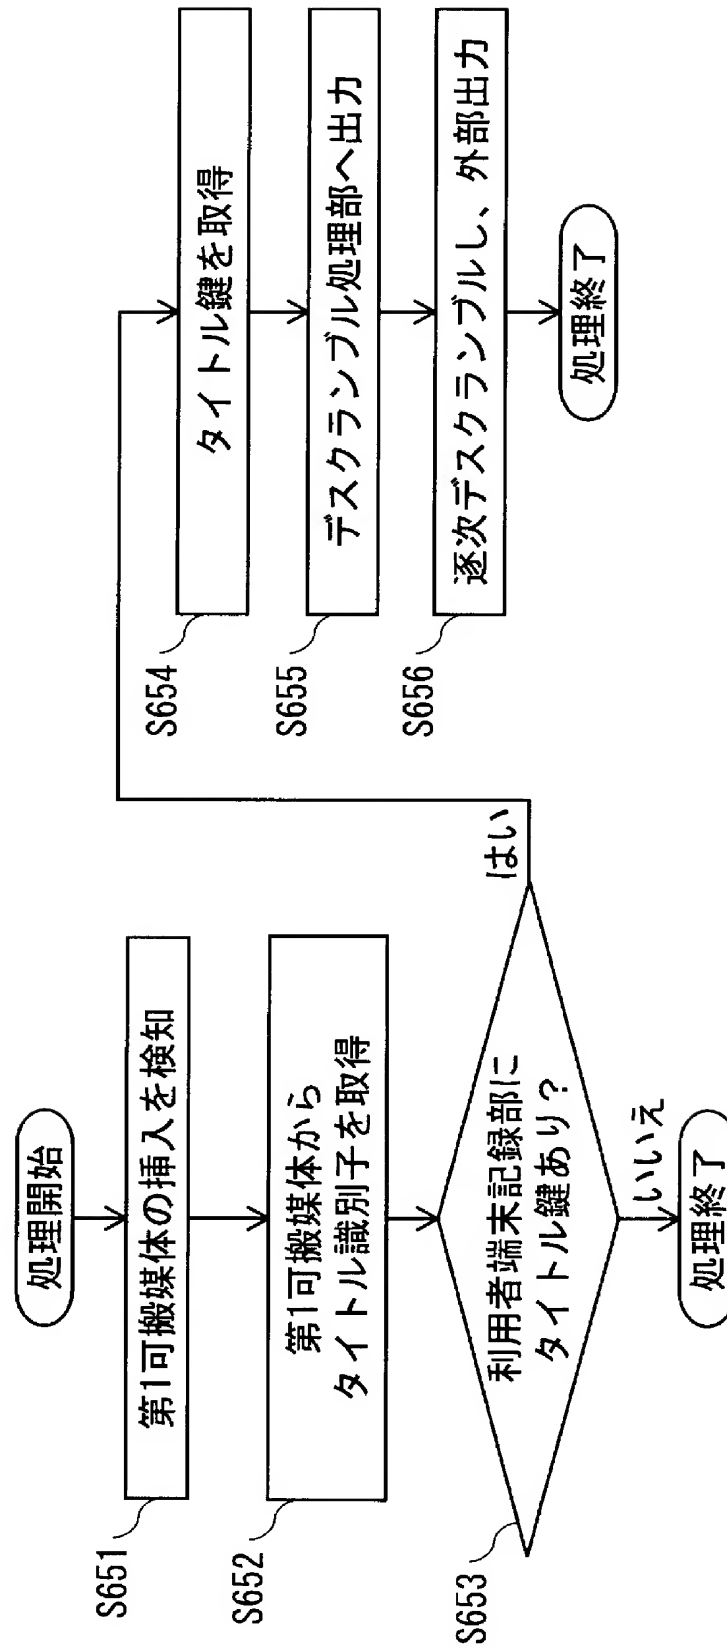 処理開始
S651
第1可搬媒体の挿入を検知
S652
第1可搬媒体から
タイトル識別子を取得
S653
利用者端末記録部に
タイトル鍵あり?
はい
いいえ
処理終了
S654
タイトル鍵を取得
S655
デスクランブル処理部へ出力
S656
逐次デスクランブルし、外部出力
処理終了